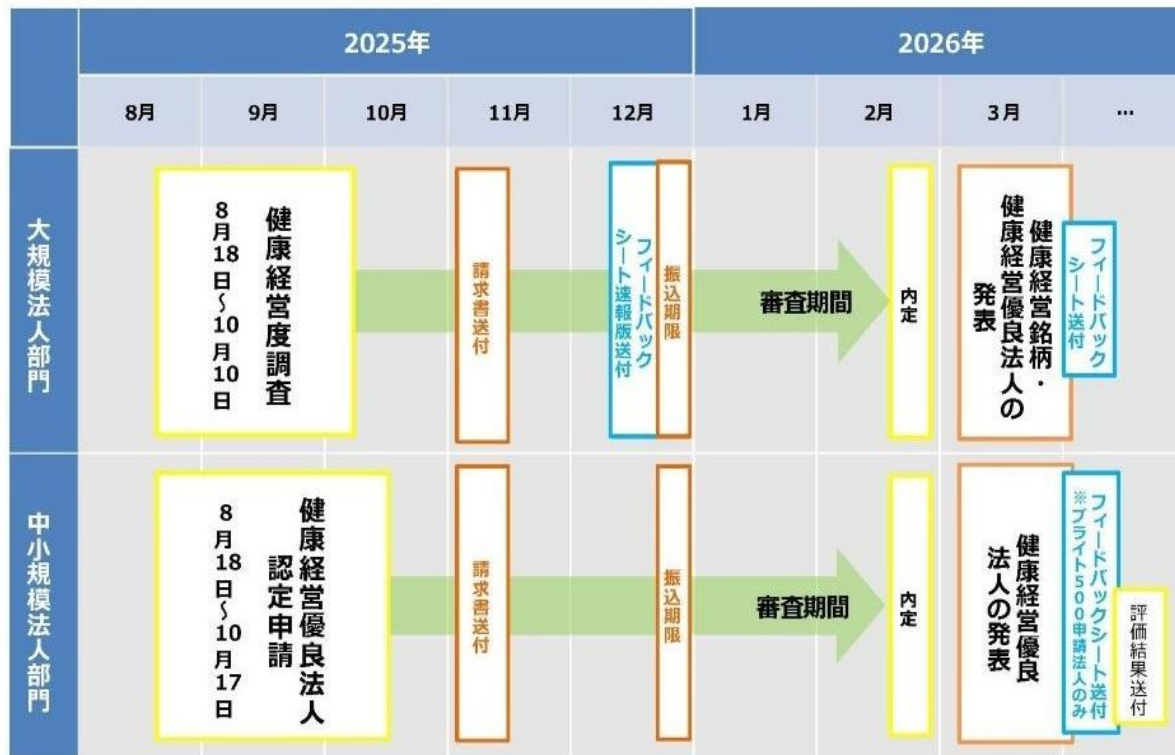 2025年
2026年
8月
9月
10月
11月
12月
1月
2月
3月
…
大規模法人部門
健康経営度調査
8月18日～10月10日
請求書送付
フィードバック
シート速報版送付
振込期限
審査期間
内定
健康経営銘柄・
健康経営優良法人の
発表
フィードバック
シート送付
中小規模法人部門
健康経営優良法人
認定申請
8月18日～10月17日
請求書送付
振込期限
審査期間
内定
健康経営優良
法人の発表
フィードバックシート送付
※ブライト500申請法人のみ
評価結果送付